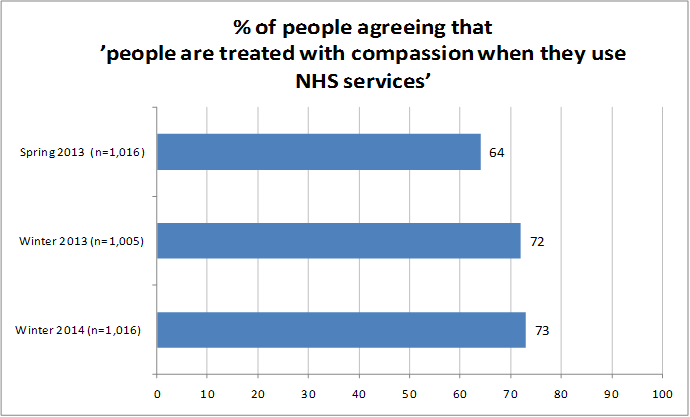 % of people agreeing that
’people are treated with compassion when they use
NHS services’
Spring 2013 (n=1,016)
64
Winter 2013 (n=1,005)
72
Winter 2014 (n=1,016)
73
0 10 20 30 40 50 60 70 80 90 100